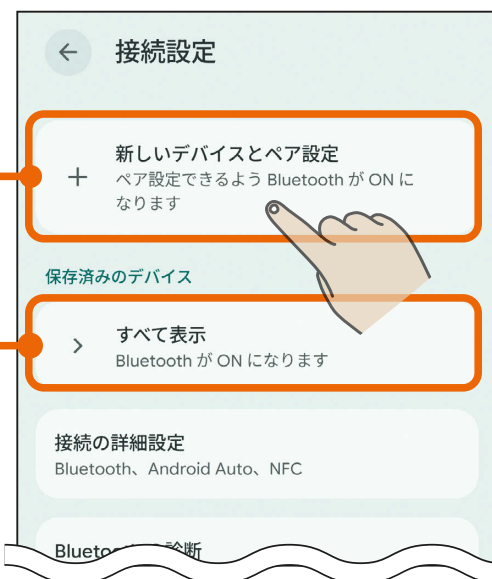 接続設定
新しいデバイスとペア設定
ペア設定できるよう Bluetooth が ON に
なります
保存済みのデバイス
すべて表示
Bluetooth が ON になります
接続の詳細設定
Bluetooth、Android Auto、NFC
診断